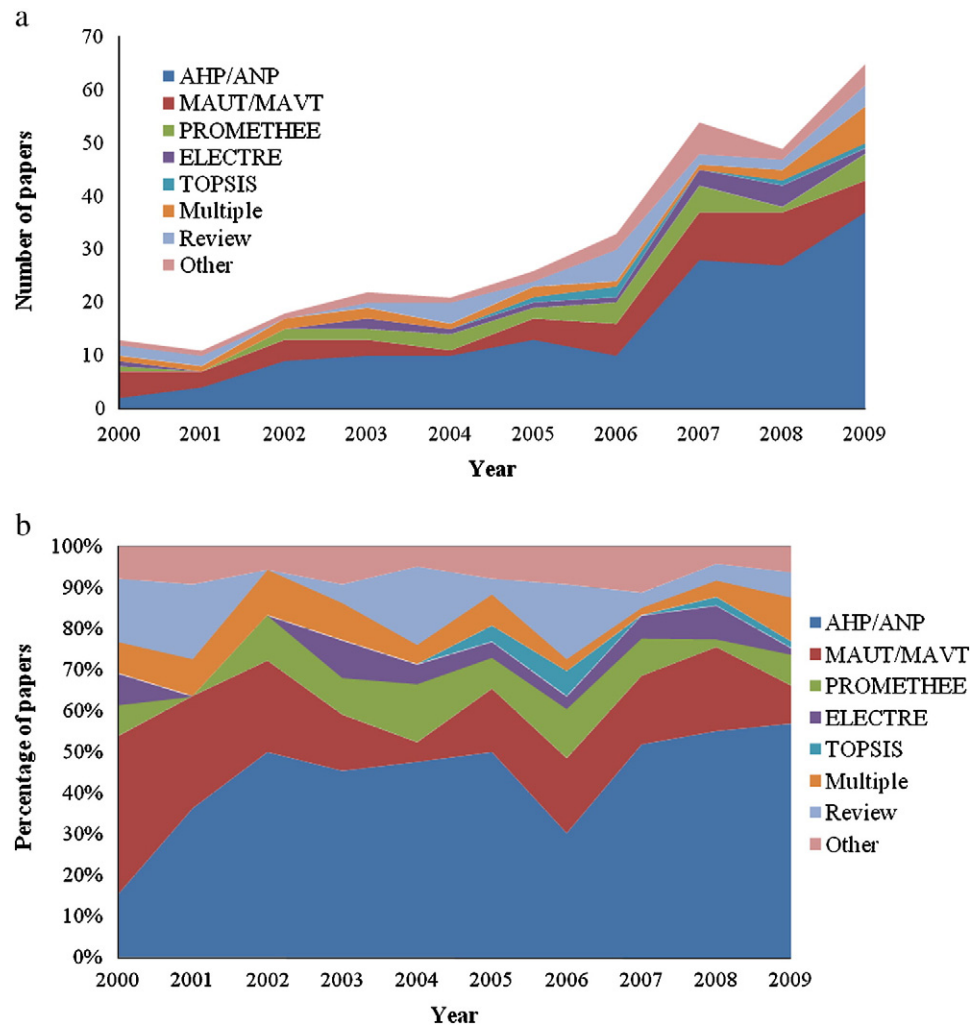 a
70
60
50
40
30
20
10
0
Number of papers
AHP/ANP
MAUT/MAVT
PROMETHEE
ELECTRE
TOPSIS
Multiple
Review
Other
2000 2001 2002 2003 2004 2005 2006 2007 2008 2009
Year
b
100%
90%
80%
70%
60%
50%
40%
30%
20%
10%
0%
Percentage of papers
AHP/ANP
MAUT/MAVT
PROMETHEE
ELECTRE
TOPSIS
Multiple
Review
Other
2000 2001 2002 2003 2004 2005 2006 2007 2008 2009
Year